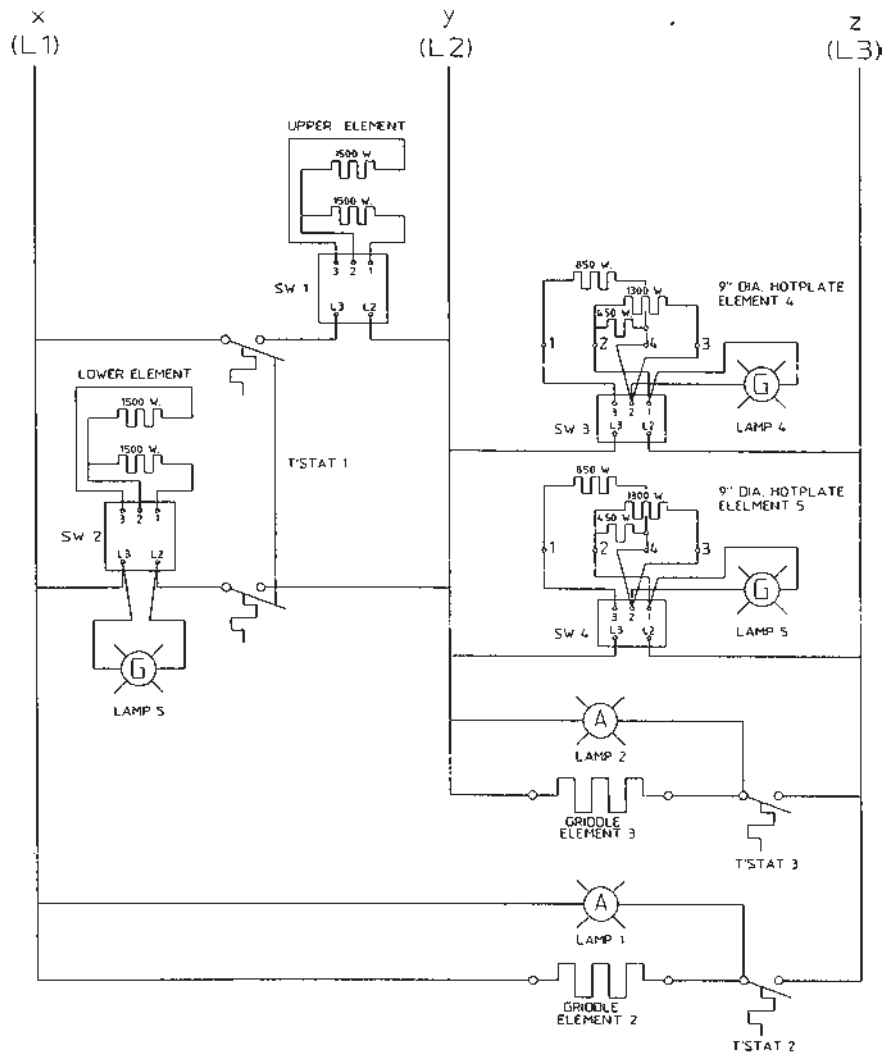 x
(L1)
y
(L2)
z
(L3)
UPPER ELEMENT
1500 W.
1500 W.
3 2 1
SW 1
L3 L2
LOWER ELEMENT
1500 W.
1500 W.
3 2 1
SW 2
L3 L2
G
LAMP 5
T'STAT 1
850 W.
1300 W.
450 W.
1 2 4 3
9" DIA. HOTPLATE
ELEMENT 4
3 2 1
SW 3
L3 L2
G
LAMP 4
850 W.
1300 W.
450 W.
1 2 4 3
9" DIA. HOTPLATE
ELELMENT 5
3 2 1
SW 4
L3 L2
G
LAMP 5
A
LAMP 2
GRIDDLE
ELEMENT 3
T'STAT 3
A
LAMP 1
GRIDDLE
ELEMENT 2
T'STAT 2